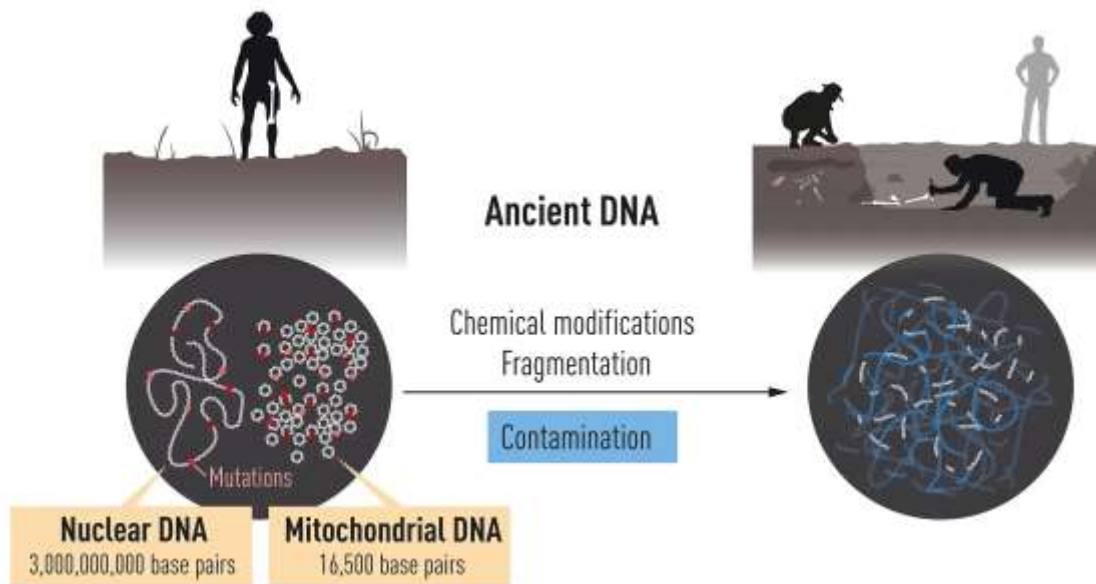 Ancient DNA
Chemical modifications
Fragmentation
Contamination
Mutations
Nuclear DNA
3,000,000,000 base pairs
Mitochondrial DNA
16,500 base pairs